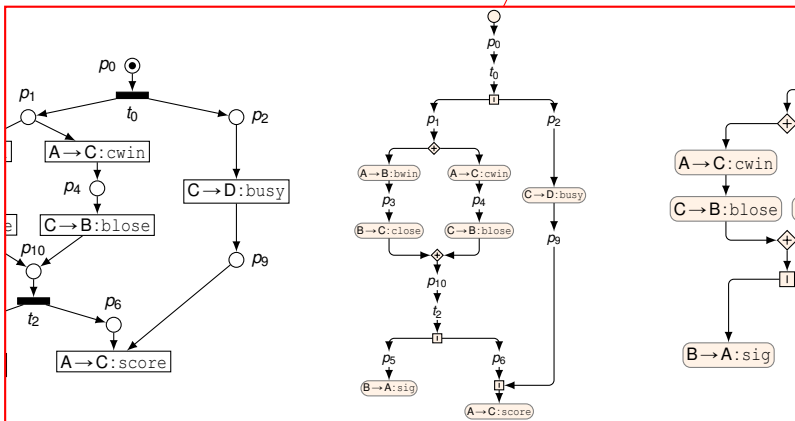 p0
p1
t0
p2
A→C:cwin
p4
C→D:busy
C→B:blose
p10
p9
t2
p6
A→C:score
p0
t0
p1
p2
A→B:bwin
A→C:cwin
p3
p4
C→D:busy
B→C:close
C→B:blose
p9
p10
t2
p5
p6
B→A:sig
A→C:score
A→C:cwin
C→B:blose
B→A:sig